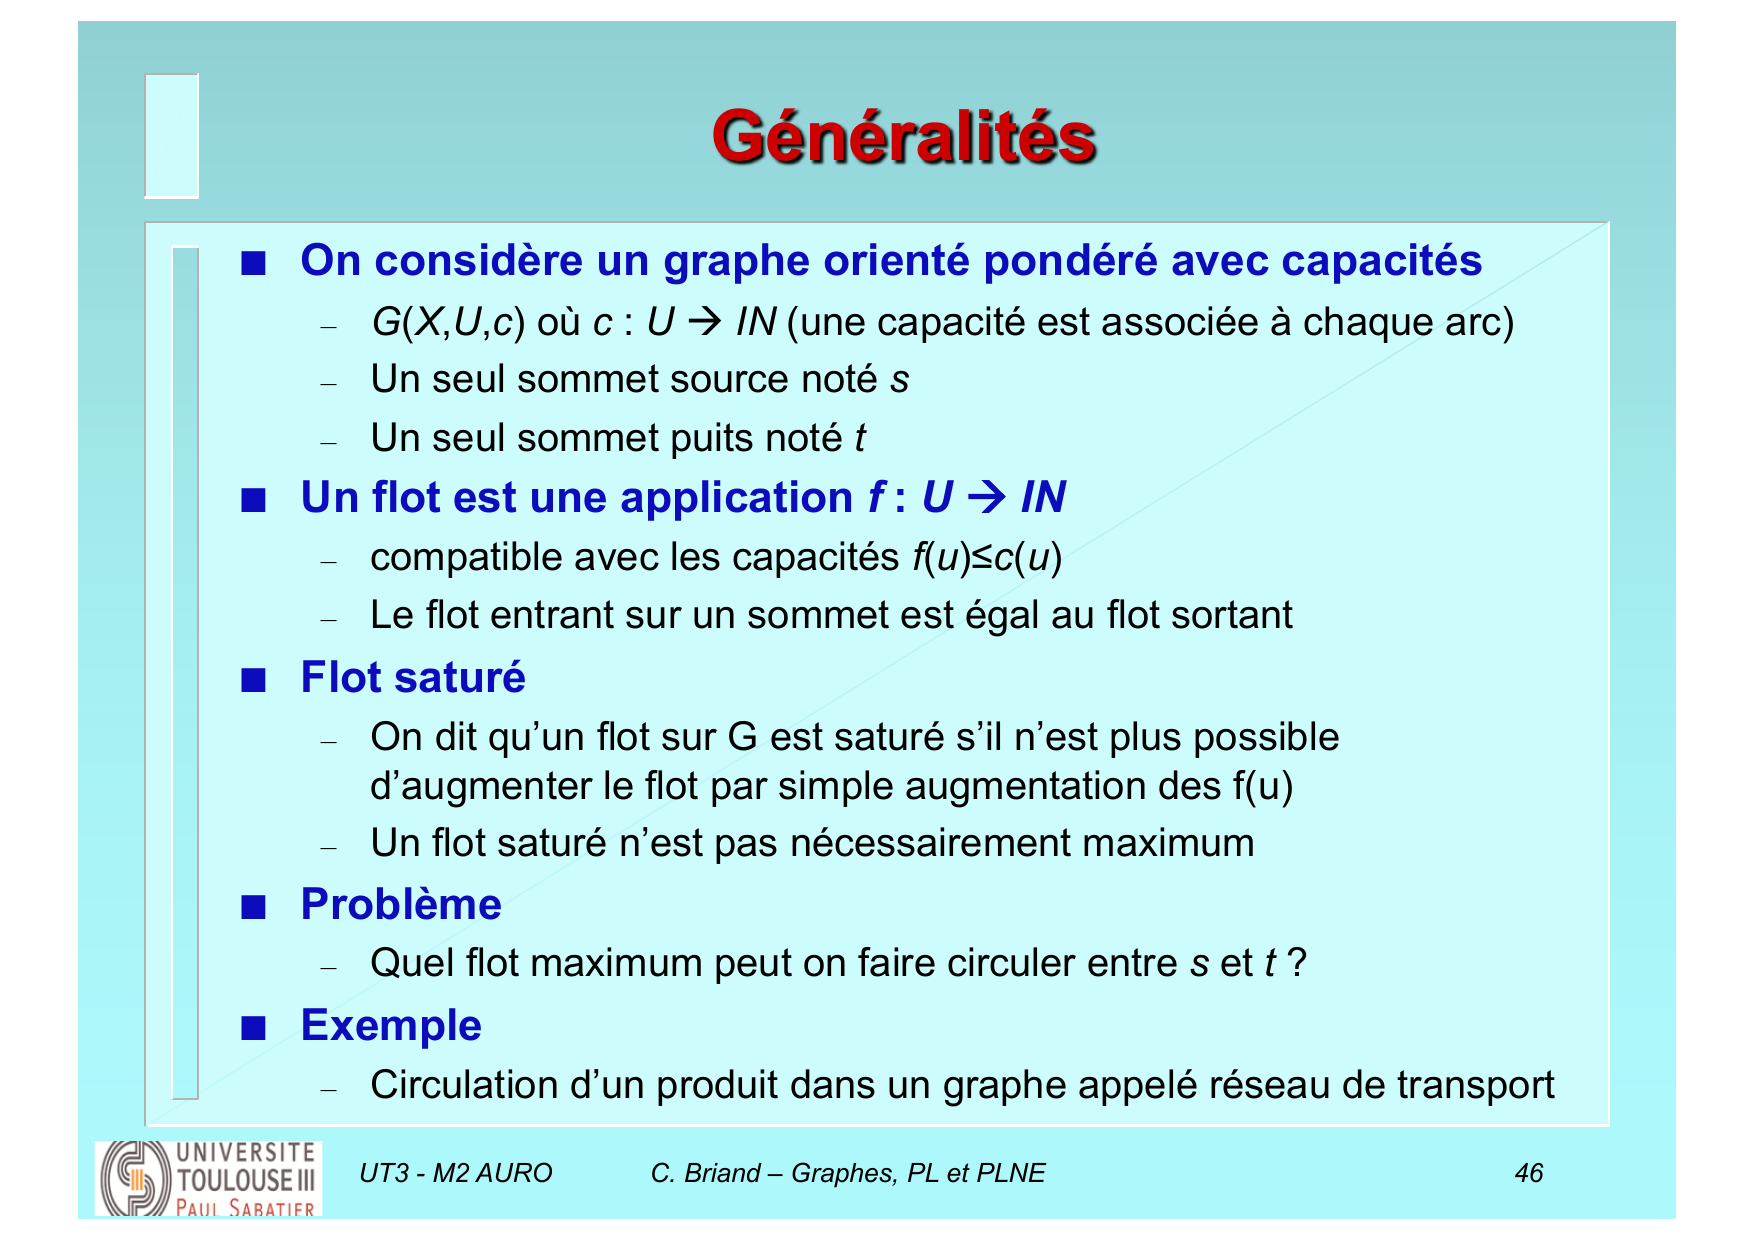 Généralités
■ On considère un graphe orienté pondéré avec capacités
– G(X,U,c) où c : U → IN (une capacité est associée à chaque arc)
– Un seul sommet source noté s
– Un seul sommet puits noté t
■ Un flot est une application f : U → IN
– compatible avec les capacités f(u)≤c(u)
– Le flot entrant sur un sommet est égal au flot sortant
■ Flot saturé
– On dit qu’un flot sur G est saturé s’il n’est plus possible
d’augmenter le flot par simple augmentation des f(u)
– Un flot saturé n’est pas nécessairement maximum
■ Problème
– Quel flot maximum peut on faire circuler entre s et t ?
■ Exemple
– Circulation d’un produit dans un graphe appelé réseau de transport
UNIVERSITE
TOULOUSE III
PAUL SABATIER
UT3 - M2 AURO C. Briand – Graphes, PL et PLNE 46